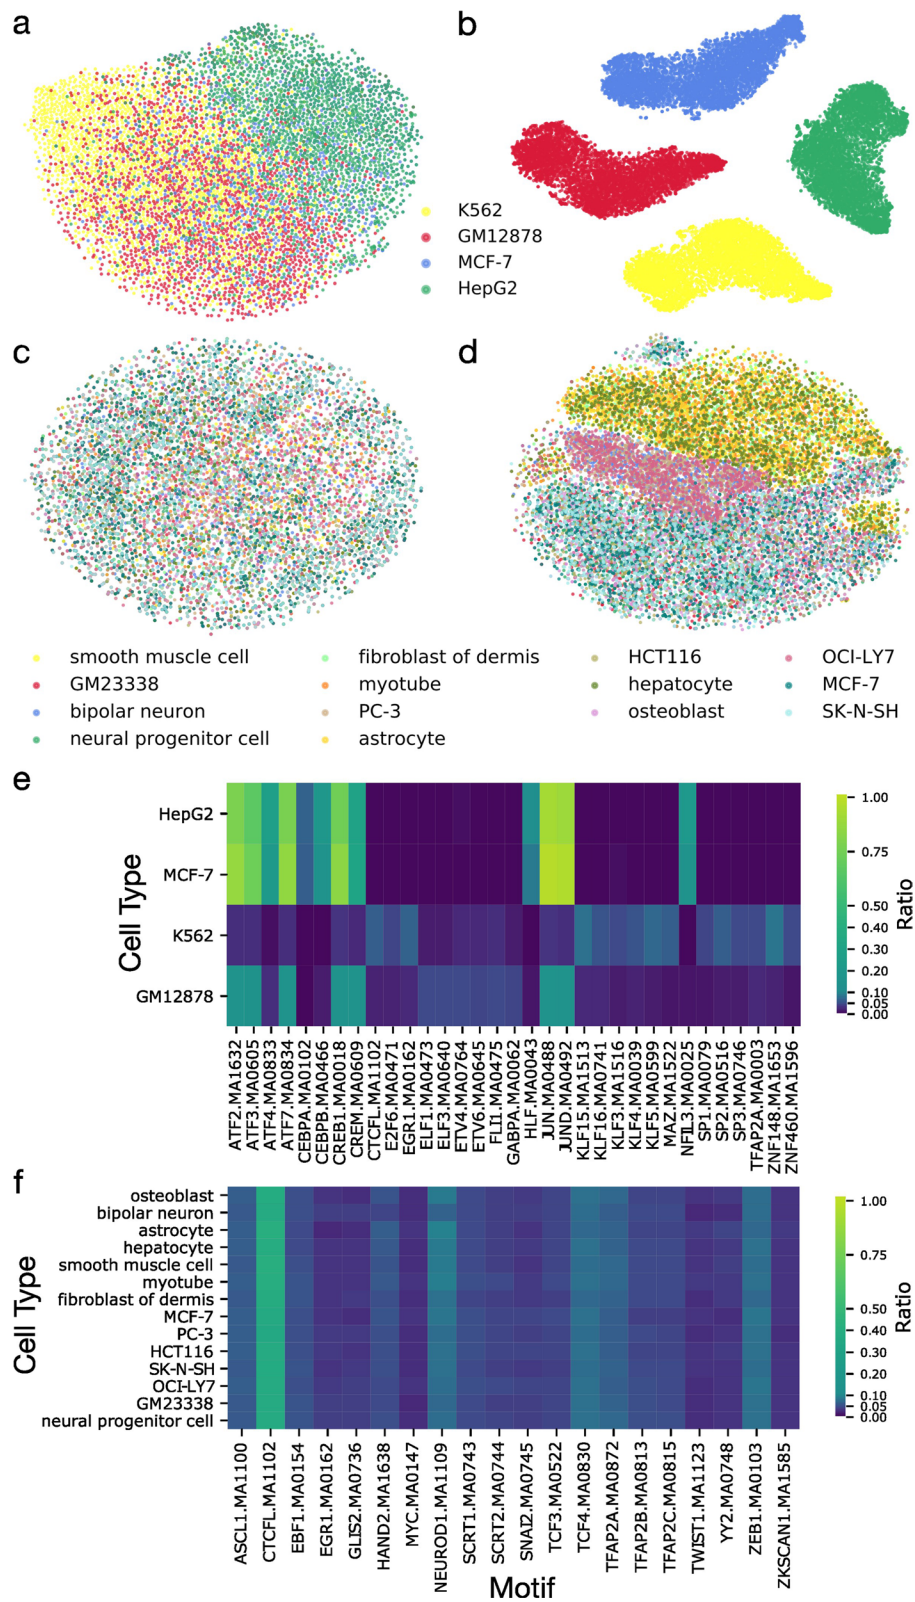 a
b
K562
GM12878
MCF-7
HepG2
c
d
smooth muscle cell
fibroblast of dermis
HCT116
OCI-LY7
GM23338
myotube
hepatocyte
MCF-7
bipolar neuron
PC-3
osteoblast
SK-N-SH
neural progenitor cell
astrocyte
e
Cell Type
HepG2
MCF-7
K562
GM12878
1.00
0.75
0.50
0.40
0.30
0.20
0.10
0.05
0.00
Ratio
ATF2.MA1632
ATF3.MA0605
ATF4.MA0833
ATF7.MA0834
CEBPA.MA0102
CEBPB.MA0466
CREB1.MA0018
CREM.MA0609
CTCFL.MA1102
E2F6.MA0471
EGR1.MA0162
ELF1.MA0473
ELF3.MA0640
ETV4.MA0764
ETV6.MA0645
FLI1.MA0475
GABPA.MA0062
HLF.MA0043
JUN.MA0488
JUND.MA0492
KLF15.MA1513
KLF16.MA0741
KLF3.MA1516
KLF4.MA0039
KLF5.MA0599
MAZ.MA1522
NFIL3.MA0025
SP1.MA0079
SP2.MA0516
SP3.MA0746
TFAP2A.MA0003
ZNF148.MA1653
ZNF460.MA1596
f
Cell Type
osteoblast
bipolar neuron
astrocyte
hepatocyte
smooth muscle cell
myotube
fibroblast of dermis
MCF-7
PC-3
HCT116
SK-N-SH
OCI-LY7
GM23338
neural progenitor cell
1.00
0.75
0.50
0.40
0.30
0.20
0.10
0.05
0.00
Ratio
ASCL1.MA1100
CTCFL.MA1102
EBF1.MA0154
EGR1.MA0162
GLIS2.MA0736
HAND2.MA1638
MYC.MA0147
NEUROD1.MA1109
SCRT1.MA0743
SCRT2.MA0744
SNAI2.MA0745
TCF3.MA0522
TCF4.MA0830
TFAP2A.MA0872
TFAP2B.MA0813
TFAP2C.MA0815
TWIST1.MA1123
YY2.MA0748
ZEB1.MA0103
ZKSCAN1.MA1585
Motif